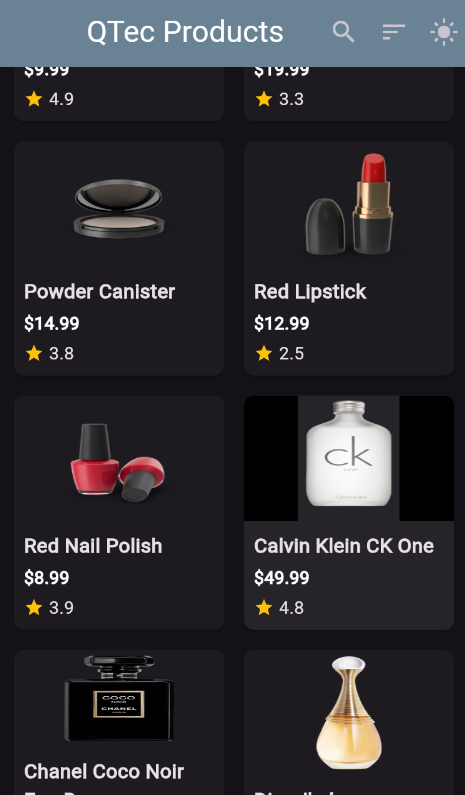 QTec Products
$9.99
$19.99
4.9
3.3
Powder Canister
Red Lipstick
$14.99
$12.99
3.8
2.5
ck
Calvin Klein
Red Nail Polish
Calvin Klein CK One
$8.99
$49.99
3.9
4.8
COCO
NOIR
CHANEL
Chanel Coco Noir